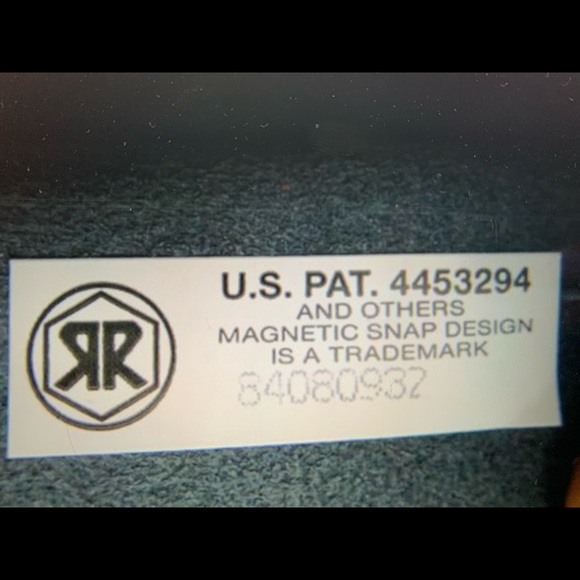 RR
U.S. PAT. 4453294
AND OTHERS
MAGNETIC SNAP DESIGN
IS A TRADEMARK
84080932